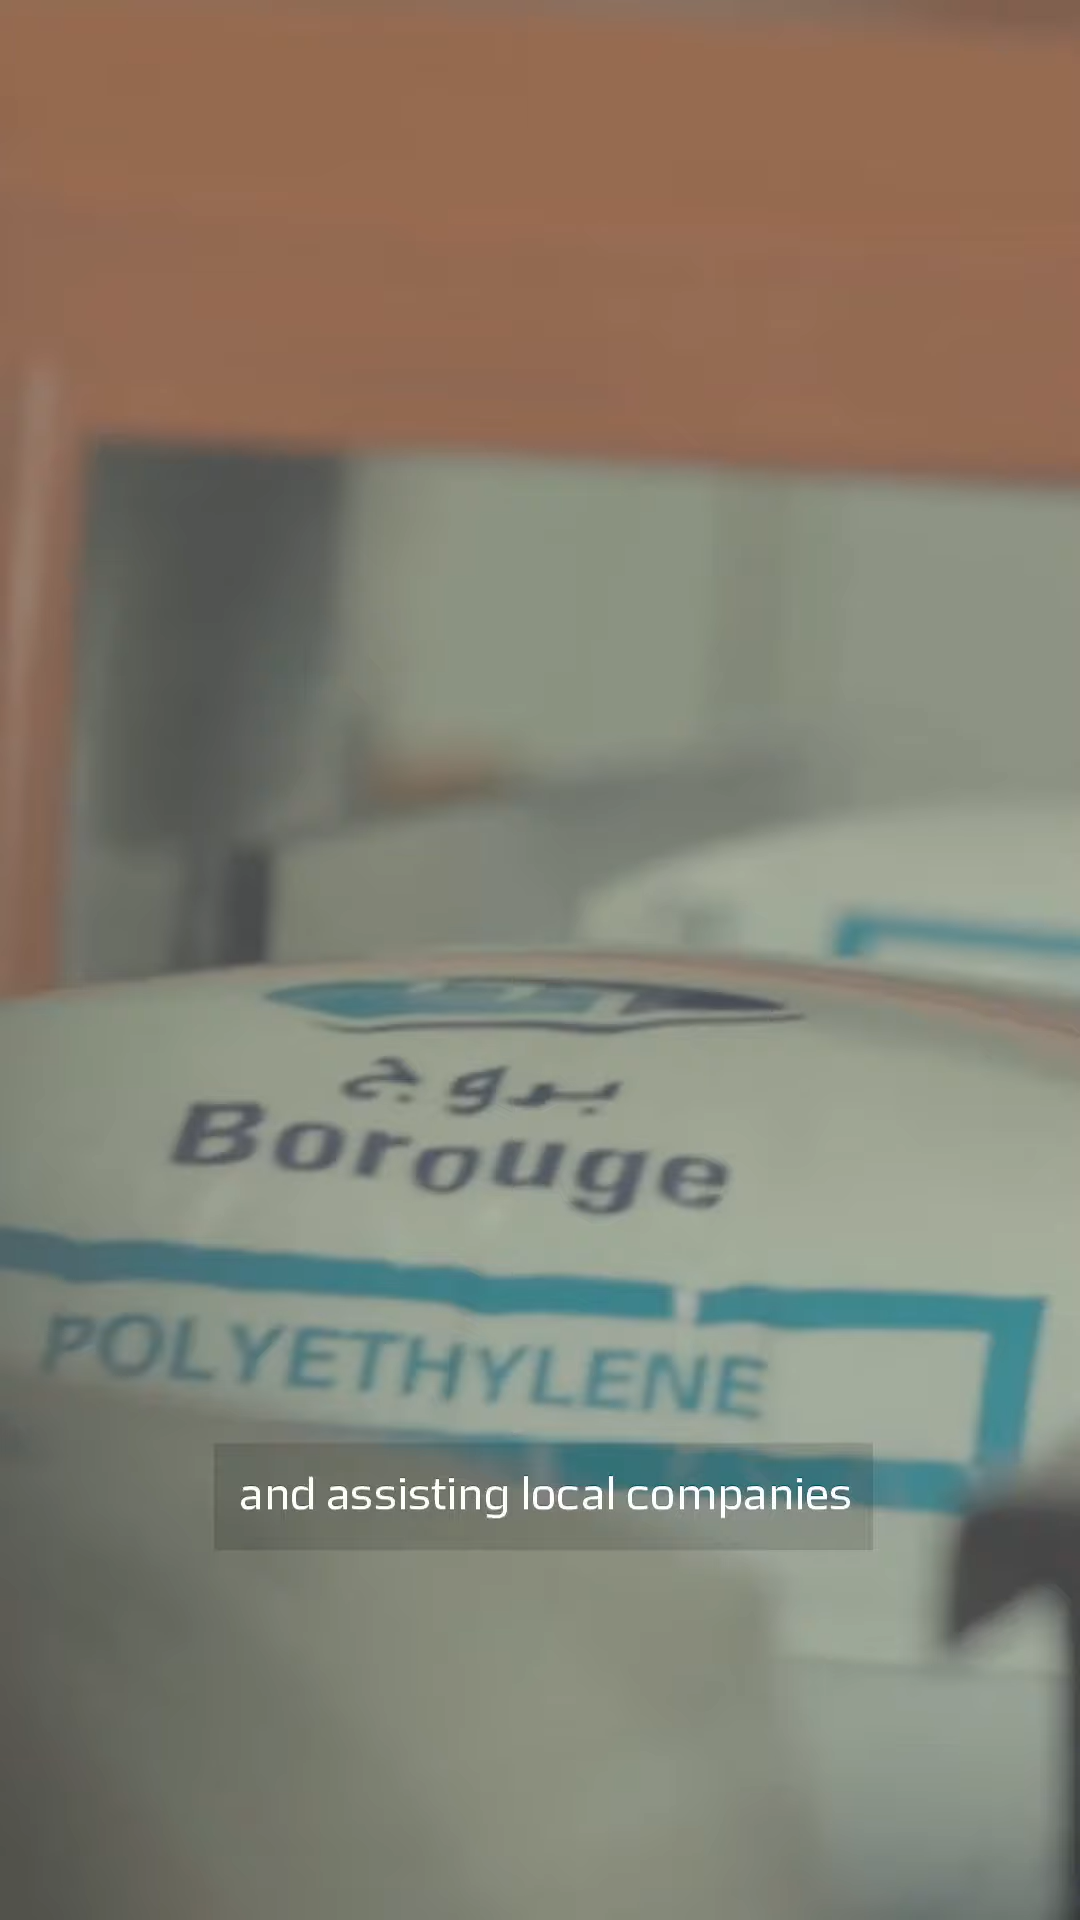 بروج
Borouge
POLYETHYLENE
and assisting local companies